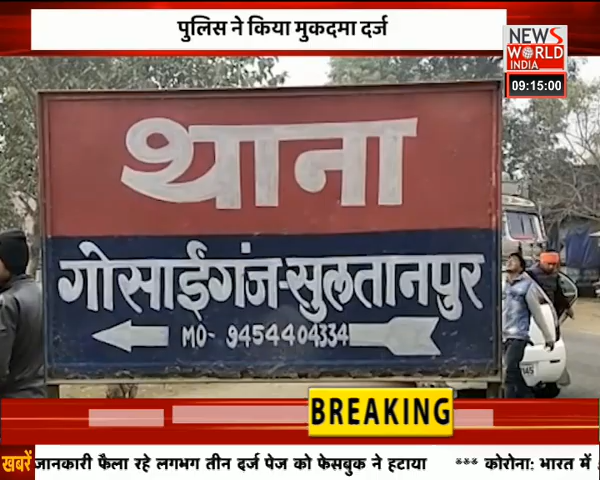 पुलिस ने किया मुकदमा दर्ज
NEWS
WORLD
INDIA
09:15:00
थाना
गोसाईगंज-सुलतानपुर
MO- 9454404334
BREAKING
खबरें जानकारी फैला रहे लगभग तीन दर्ज पेज को फेसबुक ने हटाया *** कोरोना: भारत में